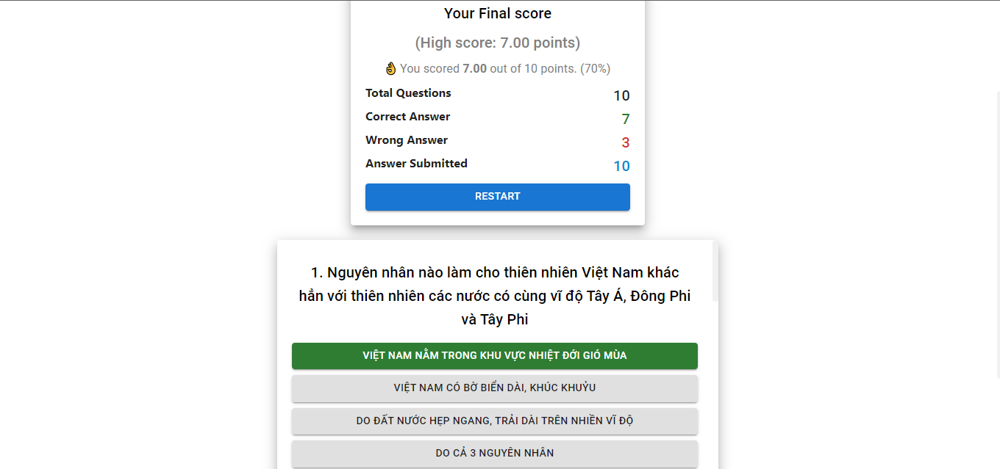 Your Final score
(High score: 7.00 points)
👌 You scored 7.00 out of 10 points. (70%)
Total Questions 10
Correct Answer 7
Wrong Answer 3
Answer Submitted 10
RESTART
1. Nguyên nhân nào làm cho thiên nhiên Việt Nam khác
hẳn với thiên nhiên các nước có cùng vĩ độ Tây Á, Đông Phi
và Tây Phi
VIỆT NAM NẰM TRONG KHU VỰC NHIỆT ĐỚI GIÓ MÙA
VIỆT NAM CÓ BỜ BIỂN DÀI, KHÚC KHUỶU
DO ĐẤT NƯỚC HẸP NGANG, TRẢI DÀI TRÊN NHIỀN VĨ ĐỘ
DO CẢ 3 NGUYÊN NHÂN